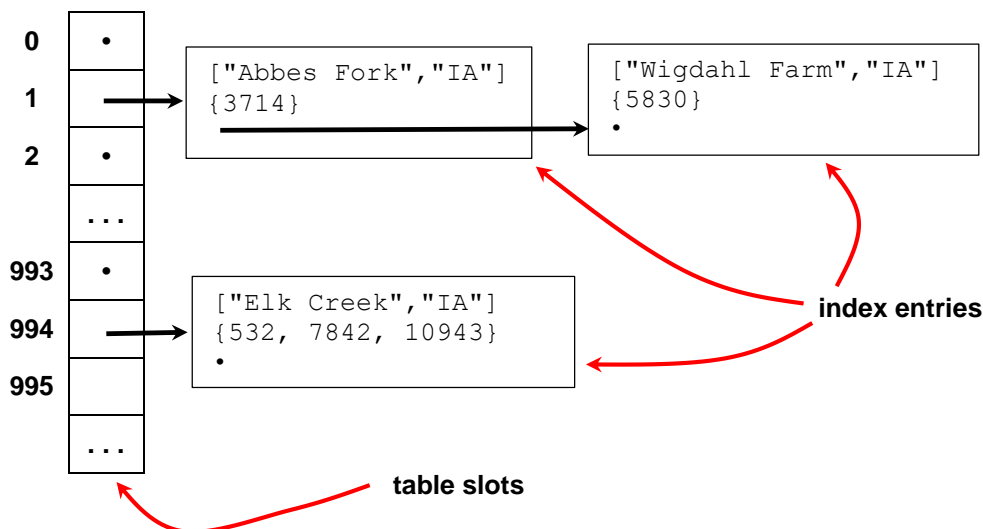 0 •
["Abbes Fork","IA"]
{3714}
["Wigdahl Farm","IA"]
{5830}
•
1
2 •
...
993 •
["Elk Creek","IA"]
{532, 7842, 10943}
•
994
index entries
995
...
table slots